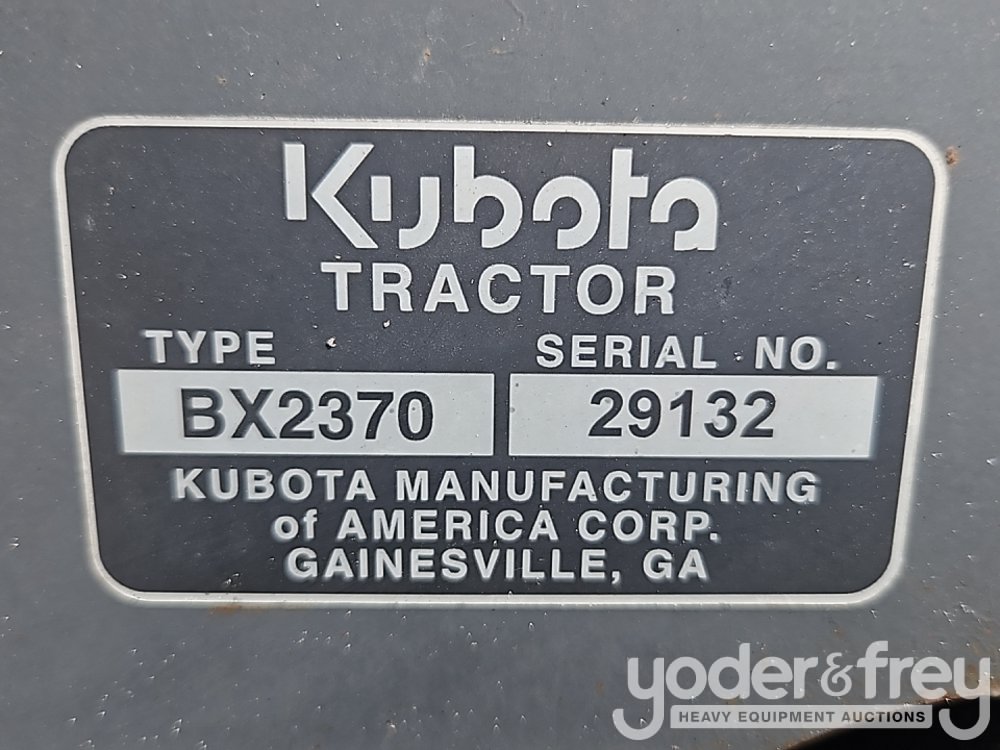 Kubota
TRACTOR
TYPE SERIAL NO.
BX2370 29132
KUBOTA MANUFACTURING
of AMERICA CORP.
GAINESVILLE, GA
yoder&frey
HEAVY EQUIPMENT AUCTIONS